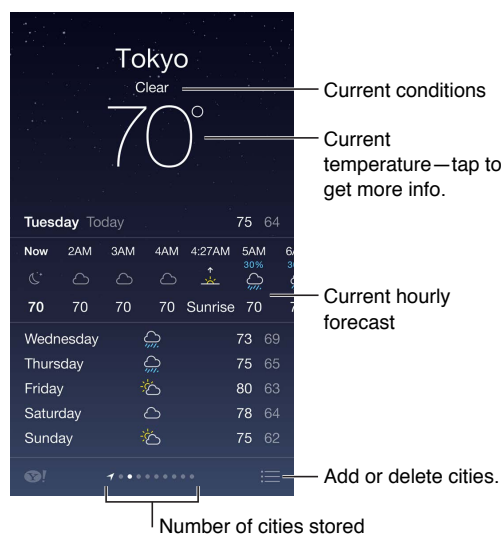 Tokyo
Clear
70°
Current conditions
Current
temperature—tap to
get more info.
Tuesday Today 75 64
Now 2AM 3AM 4AM 4:27AM 5AM
30%
70 70 70 70 Sunrise 70
Current hourly
forecast
Wednesday 73 69
Thursday 75 65
Friday 80 63
Saturday 78 64
Sunday 75 62
Y!
Add or delete cities.
Number of cities stored